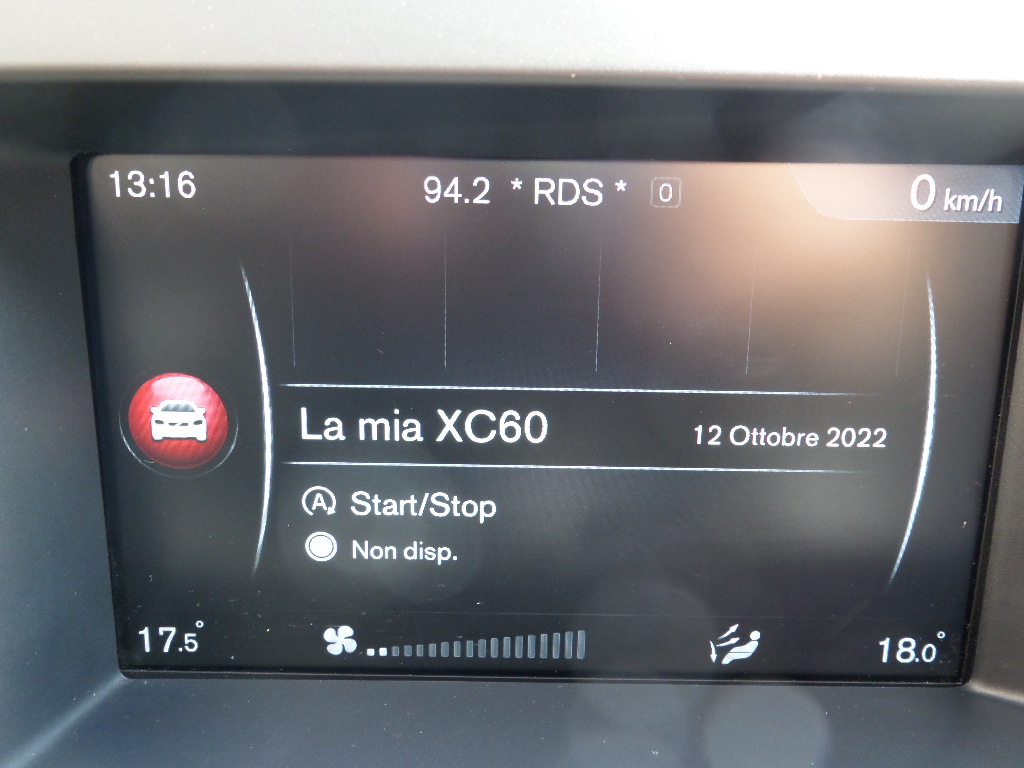 13:16 94.2 * RDS * 0 0 km/h
La mia XC60 12 Ottobre 2022
A Start/Stop
Non disp.
17.5° 18.0°